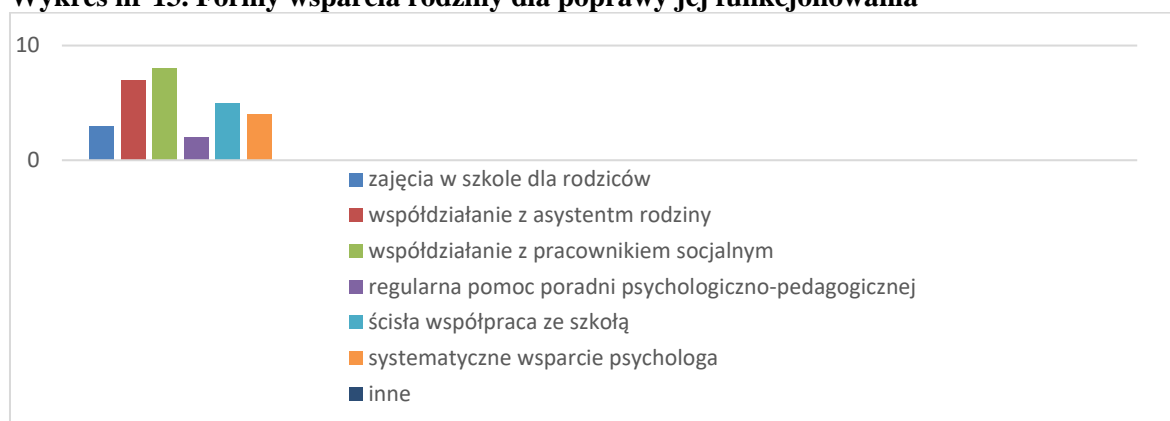 Wykres nr 13. Formy wsparcia rodziny dla poprawy jej funkcjonowania
10
0
zajęcia w szkole dla rodziców
współdziałanie z asystentm rodziny
współdziałanie z pracownikiem socjalnym
regularna pomoc poradni psychologiczno-pedagogicznej
ścisła współpraca ze szkołą
systematyczne wsparcie psychologa
inne